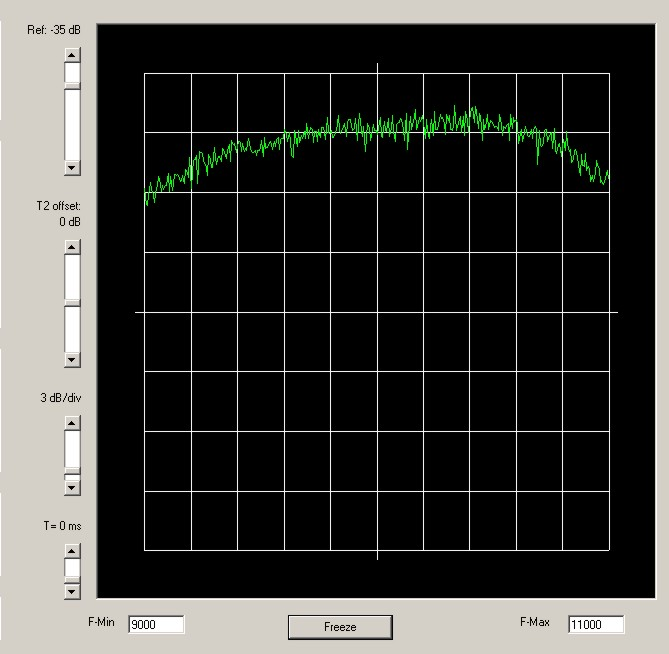 Ref: -35 dB
T2 offset:
0 dB
3 dB/div
T= 0 ms
F-Min 9000 Freeze F-Max 11000